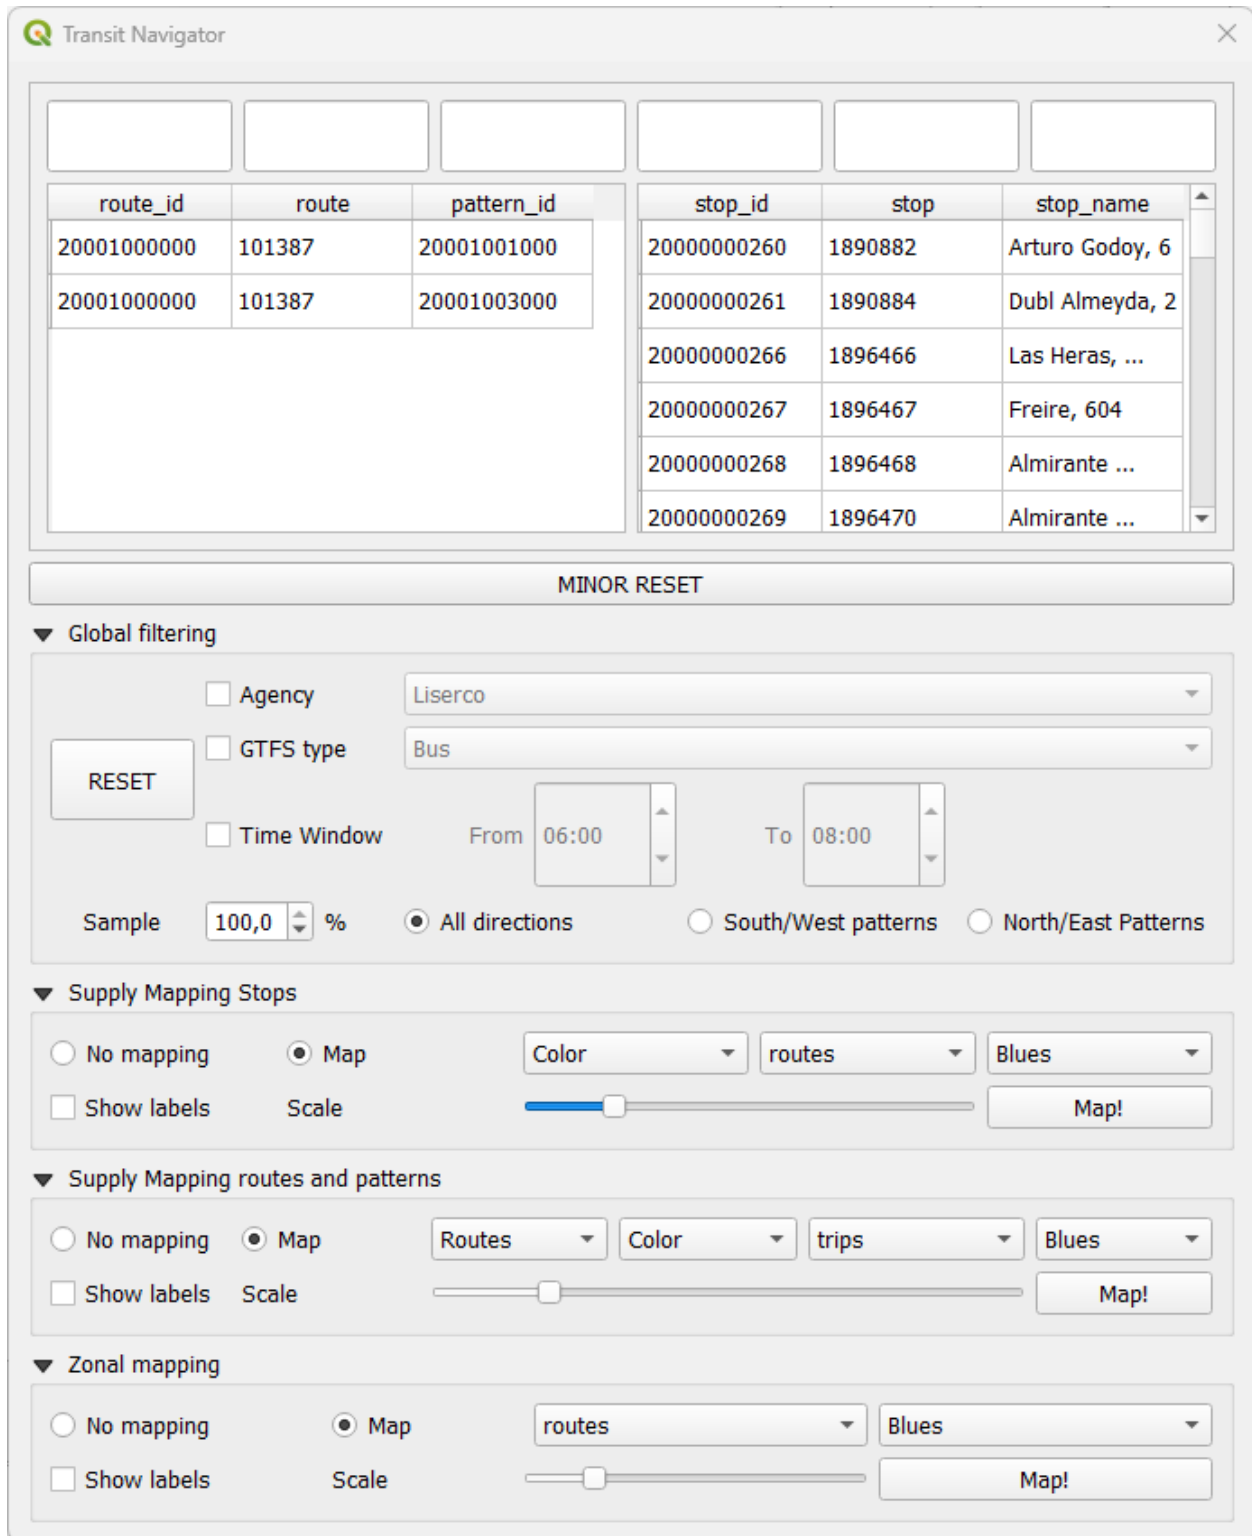 Transit Navigator
route_id route pattern_id stop_id stop stop_name
20001000000 101387 20001001000 20000000260 1890882 Arturo Godoy, 6
20001000000 101387 20001003000 20000000261 1890884 Dubl Almeyda, 2
20000000266 1896466 Las Heras, ...
20000000267 1896467 Freire, 604
20000000268 1896468 Almirante ...
20000000269 1896470 Almirante ...
MINOR RESET
Global filtering
Agency Liserco
GTFS type Bus
RESET
Time Window From 06:00 To 08:00
Sample 100,0 % All directions South/West patterns North/East Patterns
Supply Mapping Stops
No mapping Map Color routes Blues
Show labels Scale Map!
Supply Mapping routes and patterns
No mapping Map Routes Color trips Blues
Show labels Scale Map!
Zonal mapping
No mapping Map routes Blues
Show labels Scale Map!